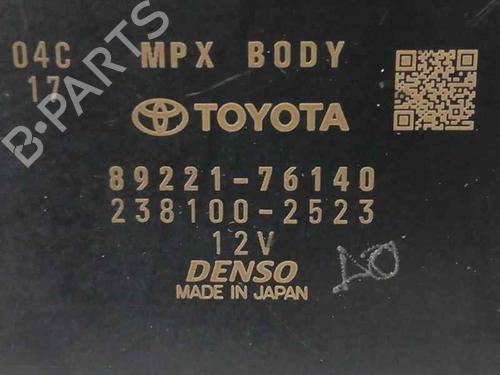 04C MPX BODY
17
TOYOTA
89221-76140
238100-2523
12V
DENSO
MADE IN JAPAN
B-PARTS